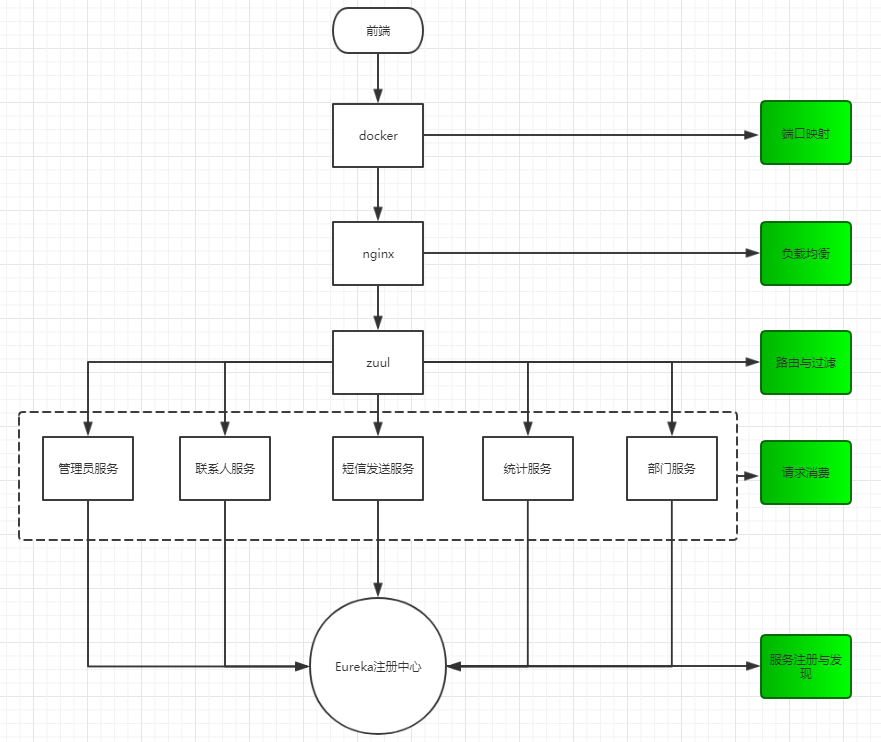 前端
docker
端口映射
nginx
负载均衡
zuul
路由与过滤
管理员服务
联系人服务
短信发送服务
统计服务
部门服务
请求消费
Eureka注册中心
服务注册与发
现